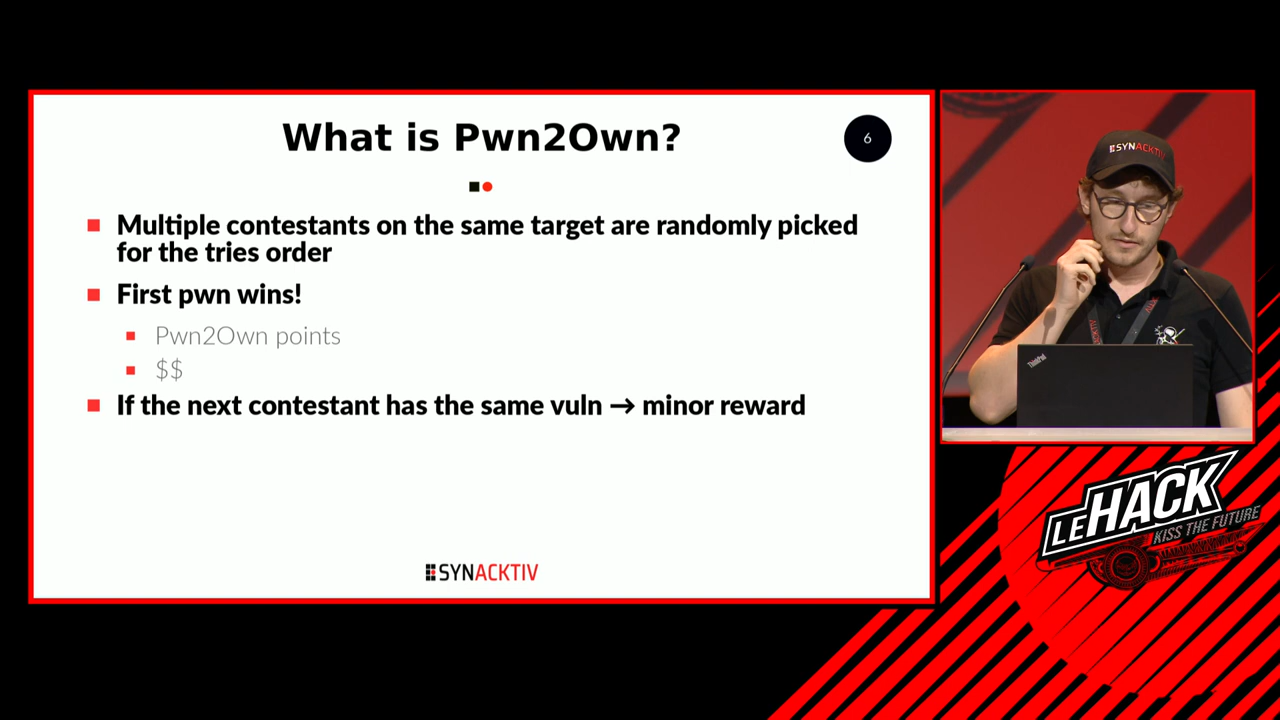 What is Pwn2Own?
6
Multiple contestants on the same target are randomly picked
for the tries order
First pwn wins!
Pwn2Own points
$$
If the next contestant has the same vuln → minor reward
SYNACKTIV
SYNACKTIV
ThinkPad
LEHACK
KISS THE FUTURE